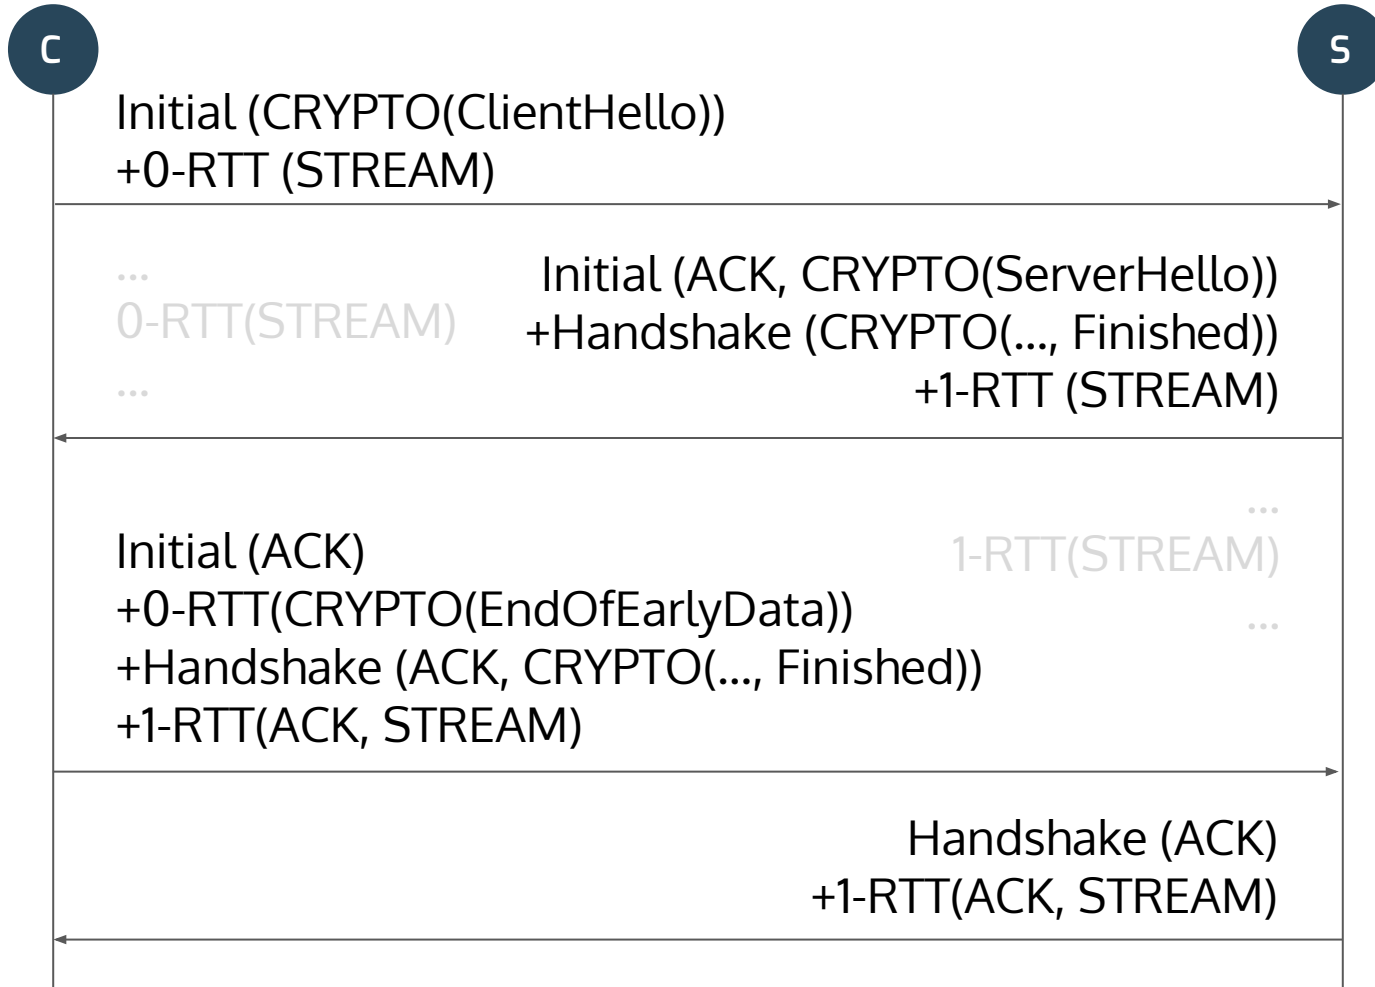 C
S
Initial (CRYPTO(ClientHello))
+0-RTT (STREAM)
...
0-RTT(STREAM)
...
Initial (ACK, CRYPTO(ServerHello))
+Handshake (CRYPTO(..., Finished))
+1-RTT (STREAM)
Initial (ACK)
+0-RTT(CRYPTO(EndOfEarlyData))
+Handshake (ACK, CRYPTO(..., Finished))
+1-RTT(ACK, STREAM)
...
1-RTT(STREAM)
...
Handshake (ACK)
+1-RTT(ACK, STREAM)